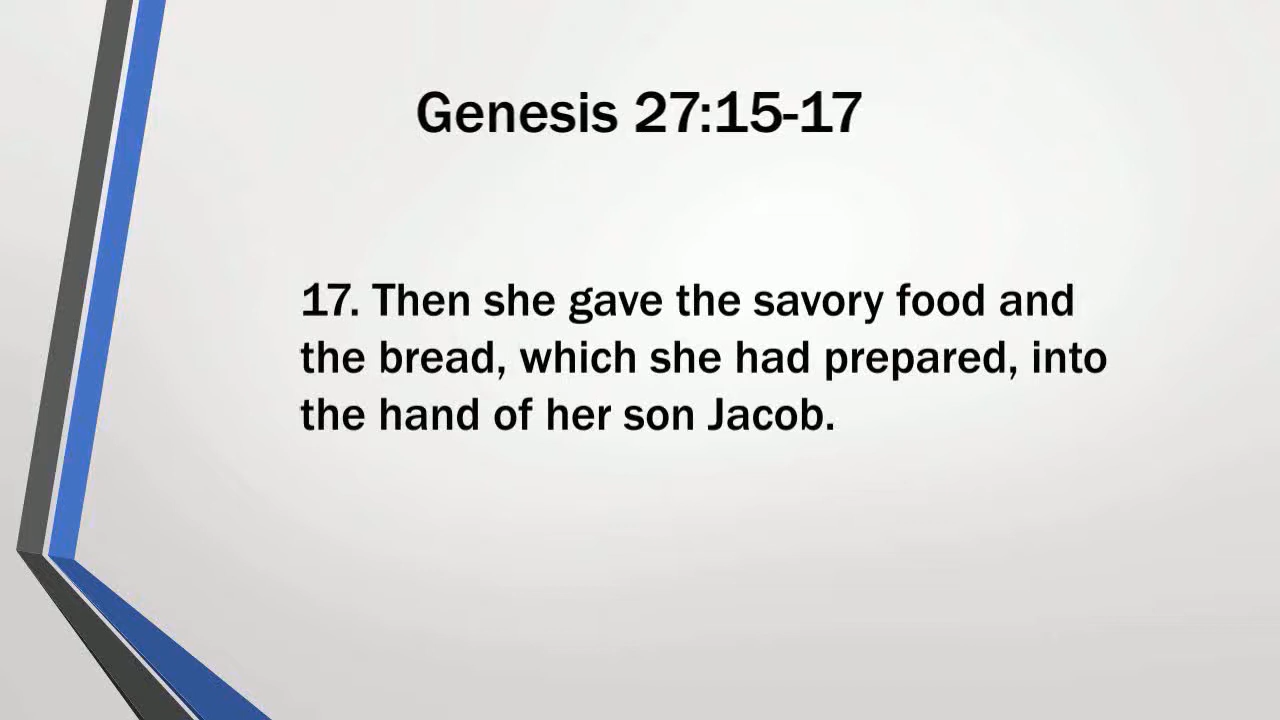 Genesis 27:15-17
17. Then she gave the savory food and
the bread, which she had prepared, into
the hand of her son Jacob.